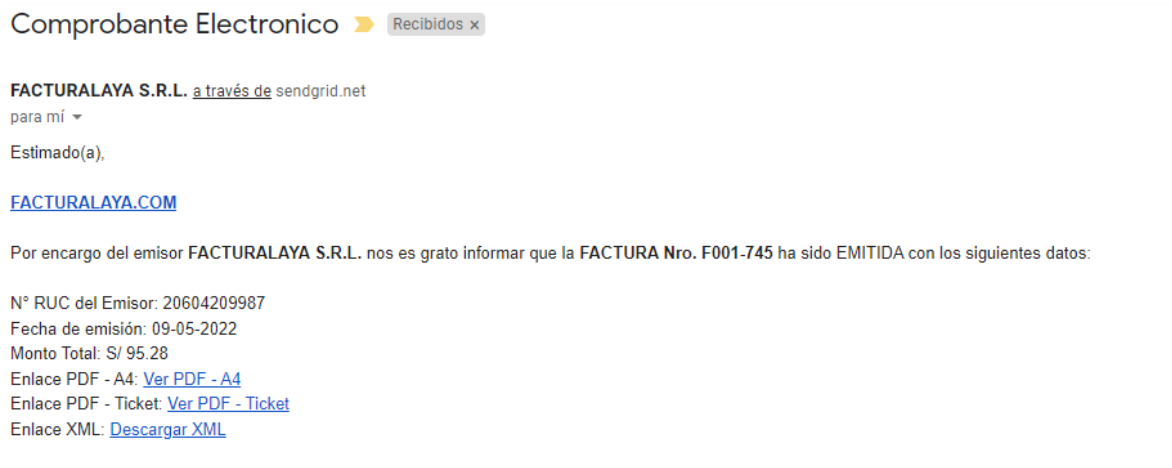 Comprobante Electronico
Recibidos ×
FACTURALAYA S.R.L. a través de sendgrid.net
para mí
Estimado(a),
FACTURALAYA.COM
Por encargo del emisor FACTURALAYA S.R.L. nos es grato informar que la FACTURA Nro. F001-745 ha sido EMITIDA con los siguientes datos:
N° RUC del Emisor: 20604209987
Fecha de emisión: 09-05-2022
Monto Total: S/ 95.28
Enlace PDF - A4: Ver PDF - A4
Enlace PDF - Ticket: Ver PDF - Ticket
Enlace XML: Descargar XML